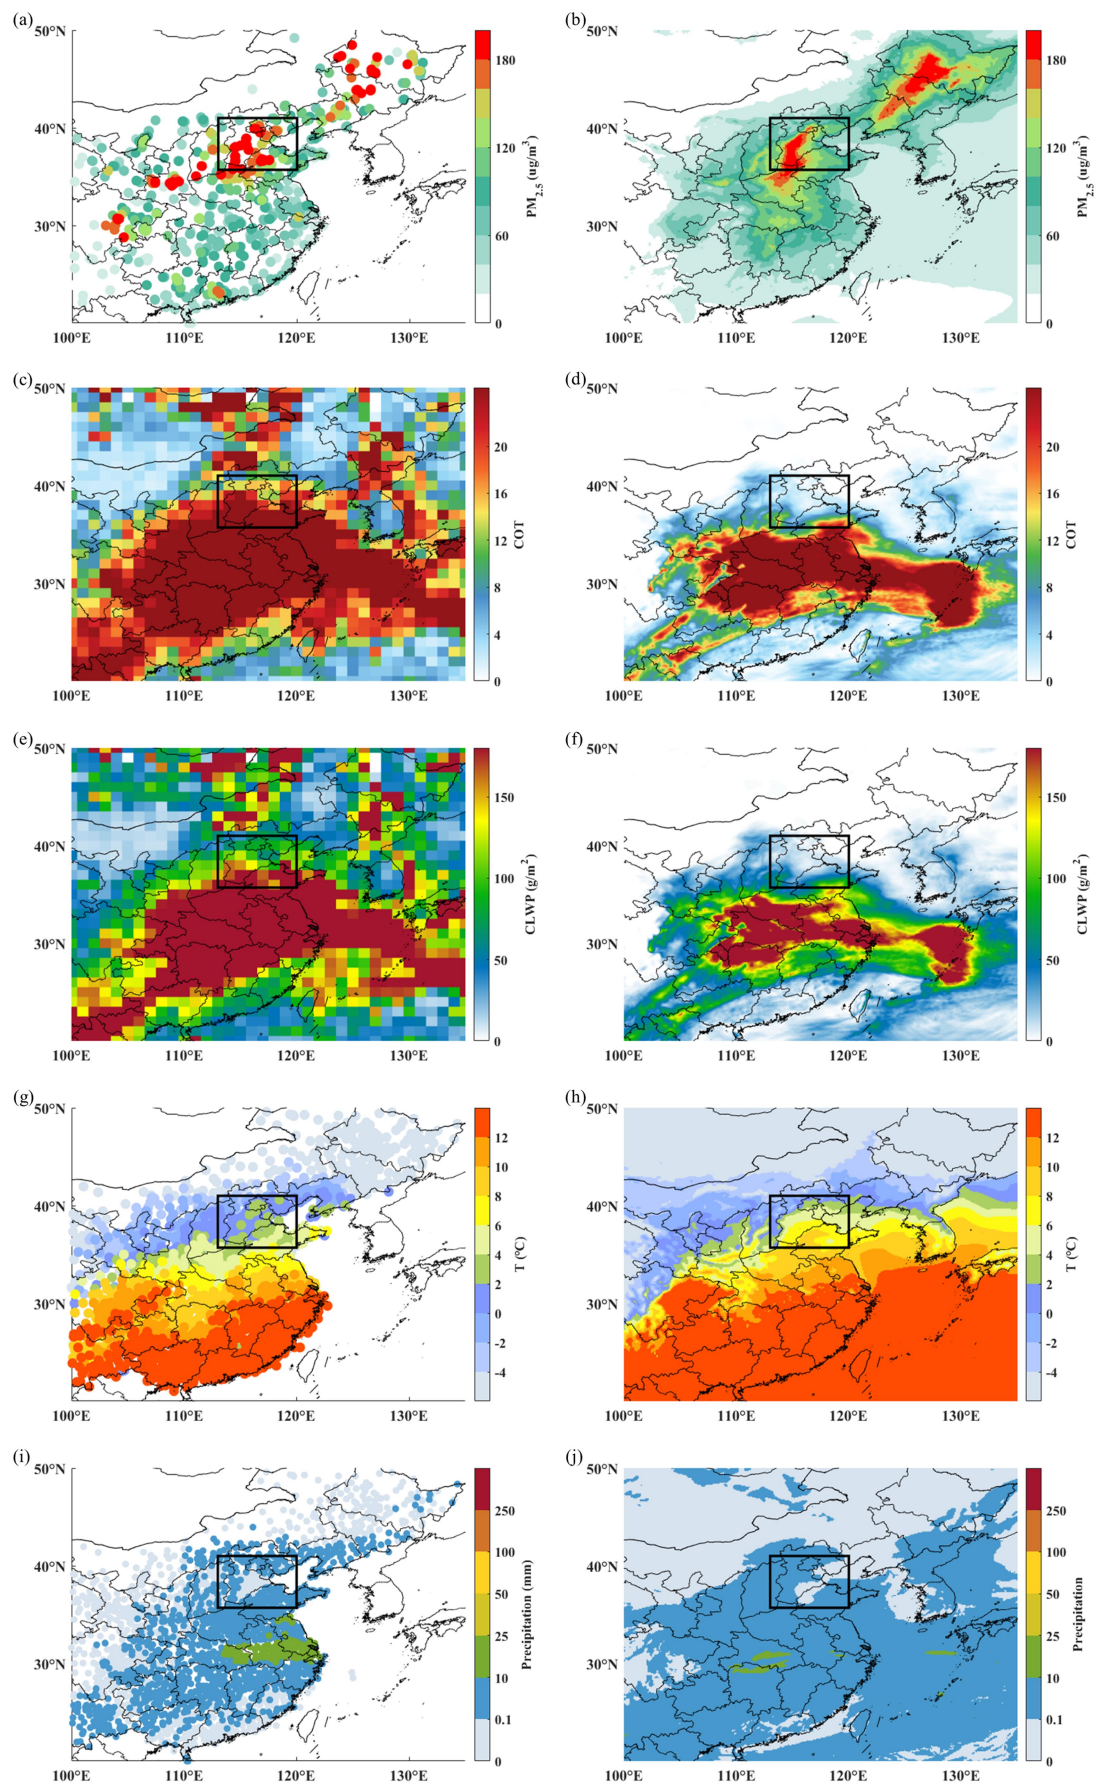 (a)
50°N
40°N
30°N
100°E 110°E 120°E 130°E
180
120
60
0
PM2.5 (ug/m3)
(b)
50°N
40°N
30°N
100°E 110°E 120°E 130°E
180
120
60
0
PM2.5 (ug/m3)
(c)
50°N
40°N
30°N
100°E 110°E 120°E 130°E
20
16
12
8
4
0
COT
(d)
50°N
40°N
30°N
100°E 110°E 120°E 130°E
20
16
12
8
4
0
COT
(e)
50°N
40°N
30°N
100°E 110°E 120°E 130°E
150
100
50
0
CLWP (g/m2)
(f)
50°N
40°N
30°N
100°E 110°E 120°E 130°E
150
100
50
0
CLWP (g/m2)
(g)
50°N
40°N
30°N
100°E 110°E 120°E 130°E
12
10
8
6
4
2
0
-2
-4
T (°C)
(h)
50°N
40°N
30°N
100°E 110°E 120°E 130°E
12
10
8
6
4
2
0
-2
-4
T (°C)
(i)
50°N
40°N
30°N
100°E 110°E 120°E 130°E
250
100
50
25
10
0.1
0
Precipitation (mm)
(j)
50°N
40°N
30°N
100°E 110°E 120°E 130°E
250
100
50
25
10
0.1
0
Precipitation